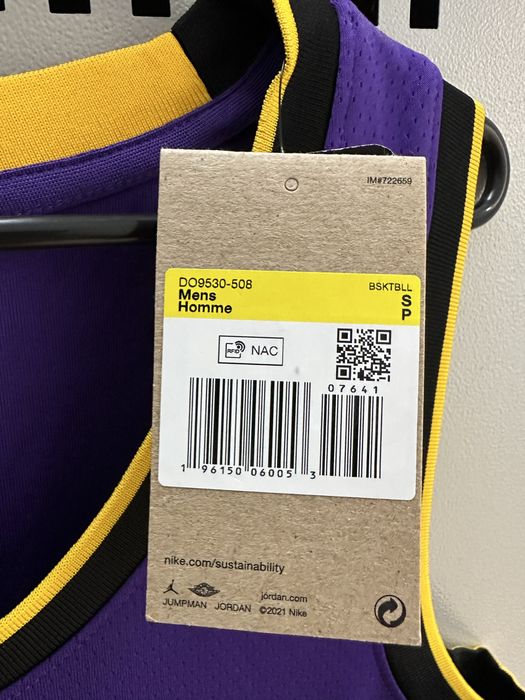 IM#722659
DO9530-508
BSKTBLL
Mens
S
Homme
P
RFID
NAC
07641
1 96150 06005 3
nike.com/sustainability
jordan.com
JUMPMAN JORDAN ©2021 Nike